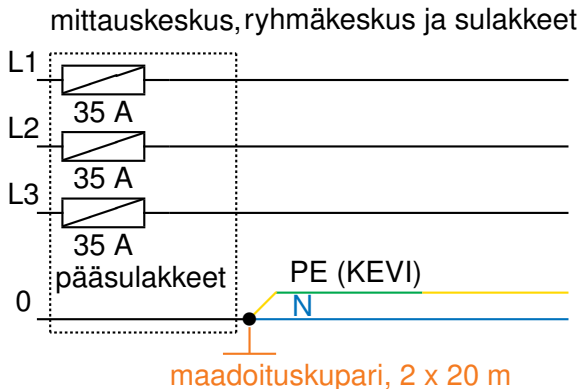 mittauskeskus, ryhmäkeskus ja sulakkeet
L1
35 A
L2
35 A
L3
35 A
pääsulakkeet
PE (KEVI)
0
N
maadoituskupari, 2 x 20 m